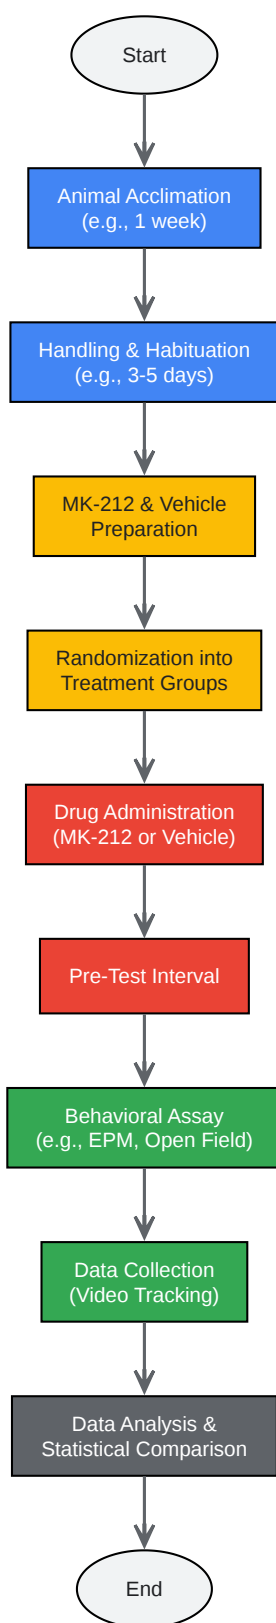 Start
Animal Acclimation
(e.g., 1 week)
Handling & Habituation
(e.g., 3-5 days)
MK-212 & Vehicle
Preparation
Randomization into
Treatment Groups
Drug Administration
(MK-212 or Vehicle)
Pre-Test Interval
Behavioral Assay
(e.g., EPM, Open Field)
Data Collection
(Video Tracking)
Data Analysis &
Statistical Comparison
End